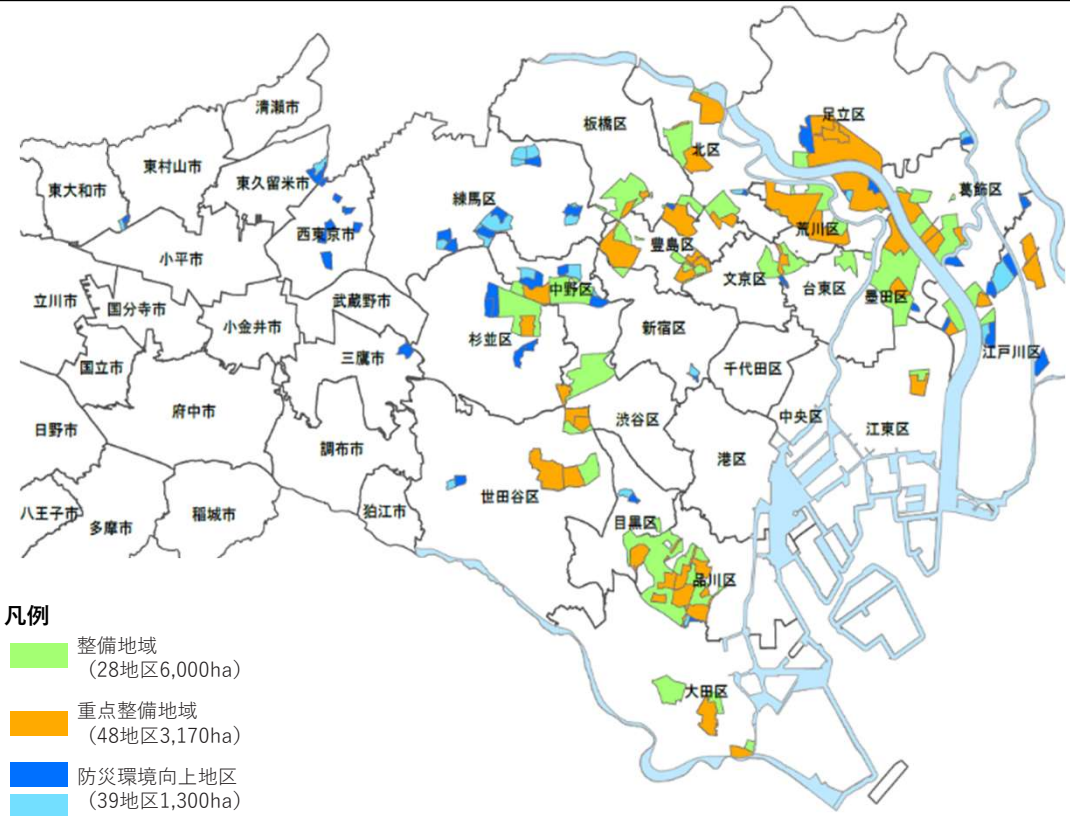 清瀬市
板橋区
足立区
東村山市
北区
東大和市
東久留米市
葛飾区
練馬区
荒川区
西東京市
豊島区
小平市
文京区
台東区
中野区
墨田区
立川市
国分寺市
武蔵野市
小金井市
新宿区
杉並区
江戸川区
三鷹市
国立市
千代田区
府中市
中央区
渋谷区
江東区
日野市
調布市
港区
世田谷区
八王子市
稲城市
狛江市
多摩市
目黒区
品川区
凡例
整備地域
（28地区6,000ha）
大田区
重点整備地域
（48地区3,170ha）
防災環境向上地区
（39地区1,300ha）